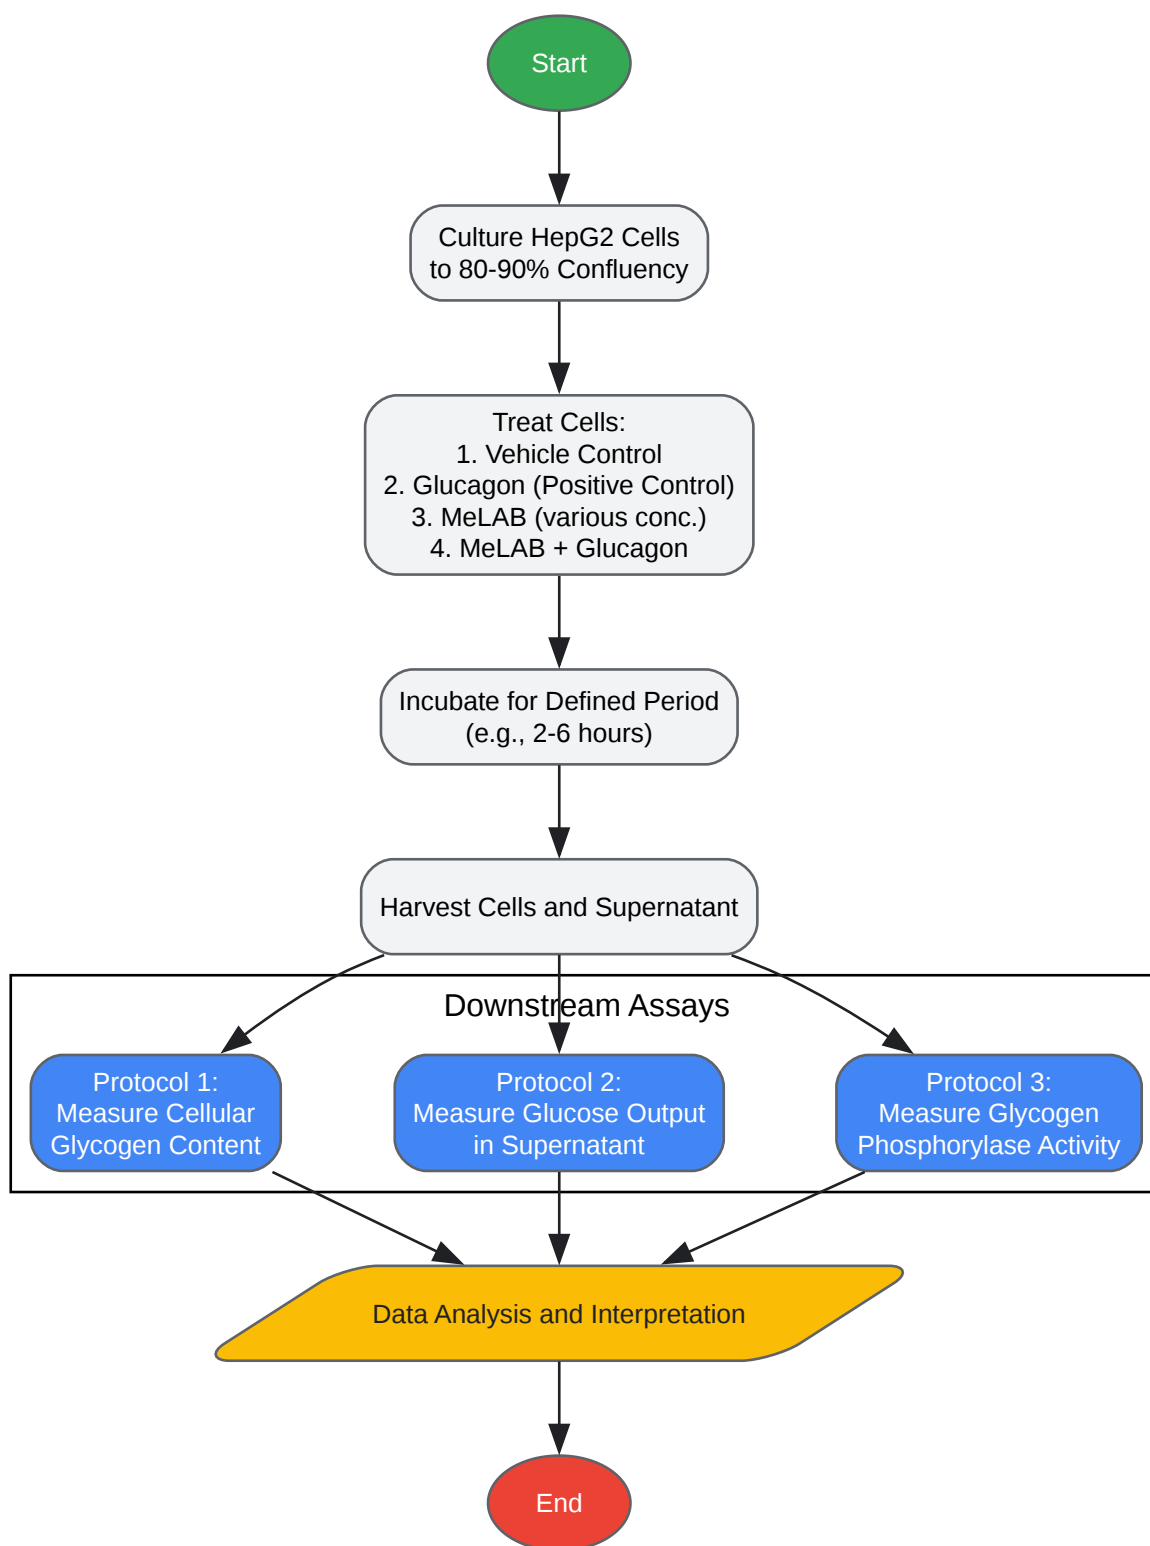 Start
Culture HepG2 Cells
to 80-90% Confluency
Treat Cells:
1. Vehicle Control
2. Glucagon (Positive Control)
3. MeLAB (various conc.)
4. MeLAB + Glucagon
Incubate for Defined Period
(e.g., 2-6 hours)
Harvest Cells and Supernatant
Downstream Assays
Protocol 1:
Measure Cellular
Glycogen Content
Protocol 2:
Measure Glucose Output
in Supernatant
Protocol 3:
Measure Glycogen
Phosphorylase Activity
Data Analysis and Interpretation
End